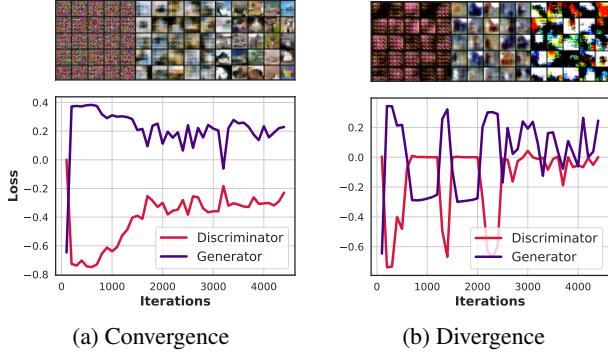 0.4
0.2
0.0
−0.2
−0.4
−0.6
−0.8
Loss
Discriminator
Generator
0 1000 2000 3000 4000
Iterations
(a) Convergence
0.2
0.0
−0.2
−0.4
−0.6
Discriminator
Generator
0 1000 2000 3000 4000
Iterations
(b) Divergence